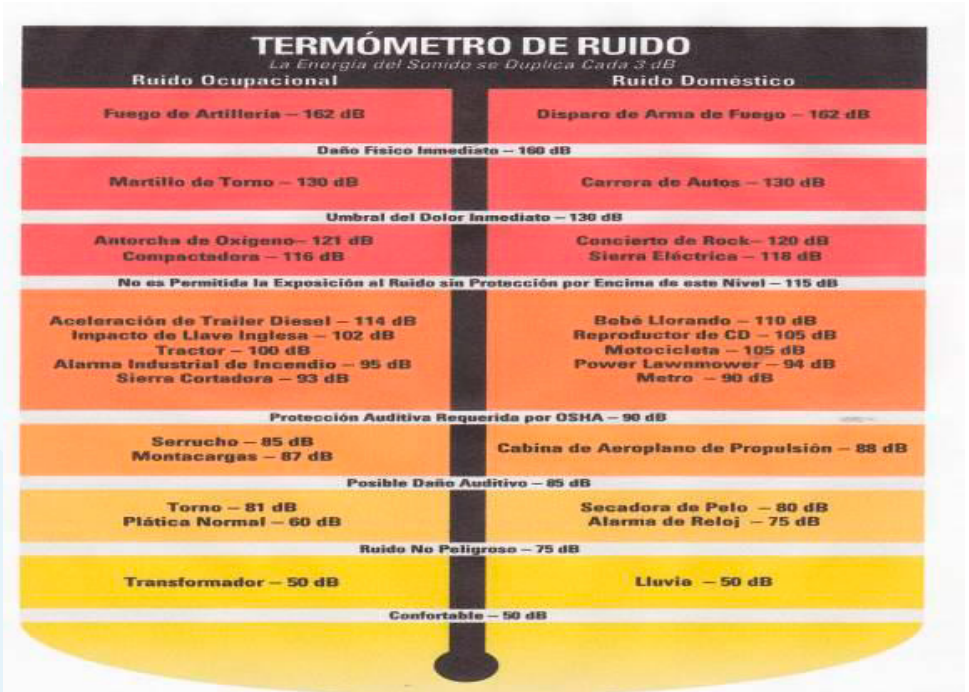 TERMÓMETRO DE RUIDO
La Energía del Sonido se Duplica Cada 3 dB
Ruido Ocupacional
Ruido Doméstico
Fuego de Artillería – 162 dB
Disparo de Arma de Fuego – 162 dB
Daño Físico Inmediato – 160 dB
Martillo de Torno – 130 dB
Carrera de Autos – 130 dB
Umbral del Dolor Inmediato – 130 dB
Antorcha de Oxígeno– 121 dB
Compactadora – 116 dB
Concierto de Rock– 120 dB
Sierra Eléctrica – 118 dB
No es Permitida la Exposición al Ruido sin Protección por Encima de este Nivel – 115 dB
Aceleración de Trailer Diesel – 114 dB
Impacto de Llave Inglesa – 102 dB
Tractor – 100 dB
Alarma Industrial de Incendio – 95 dB
Sierra Cortadora – 93 dB
Bebé Llorando – 110 dB
Reproductor de CD – 105 dB
Motocicleta – 105 dB
Power Lawnmower – 94 dB
Metro – 90 dB
Protección Auditiva Requerida por OSHA – 90 dB
Serrucho – 85 dB
Montacargas – 87 dB
Cabina de Aeroplano de Propulsión – 88 dB
Posible Daño Auditivo – 85 dB
Torno – 81 dB
Plática Normal – 60 dB
Secadora de Pelo – 80 dB
Alarma de Reloj – 75 dB
Ruido No Peligroso – 75 dB
Transformador – 50 dB
Lluvia – 50 dB
Confortable – 50 dB